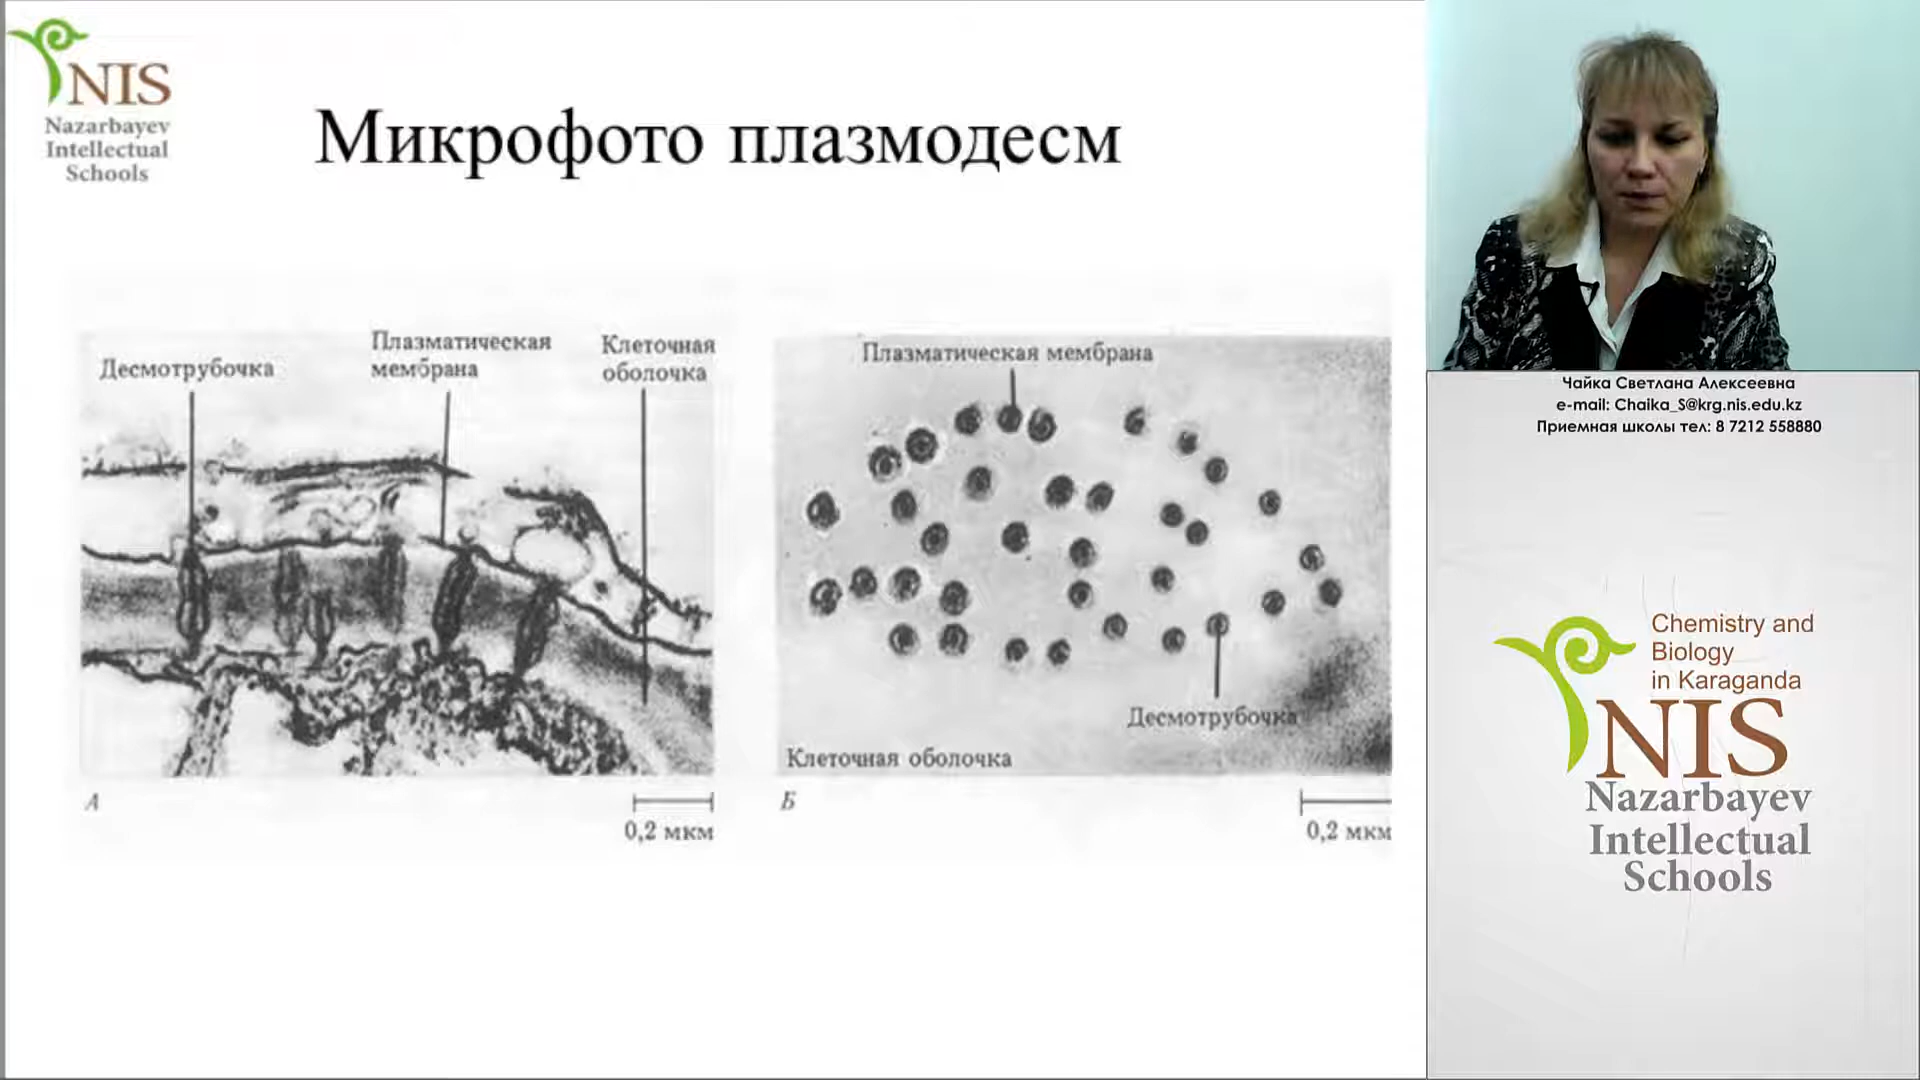 NIS
Nazarbayev
Intellectual
Schools
Микрофото плазмодесм
Десмотрубочка
Плазматическая
мембрана
Клеточная
оболочка
А
0,2 мкм
Плазматическая мембрана
Десмотрубочка
Клеточная оболочка
Б
0,2 мкм
Чайка Светлана Алексеевна
e-mail: Chaika_S@krg.nis.edu.kz
Приемная школы тел: 8 7212 558880
Chemistry and
Biology
in Karaganda
NIS
Nazarbayev
Intellectual
Schools